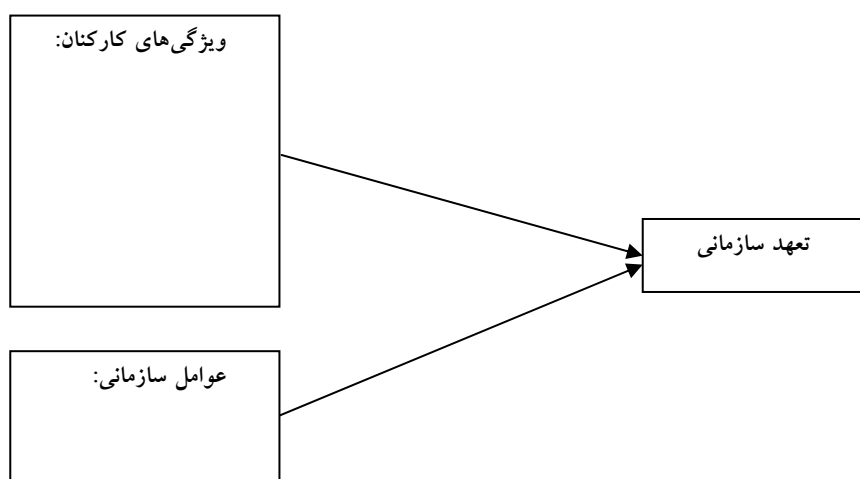 ویژگی‌های کارکنان:
تعهد سازمانی
عوامل سازمانی: